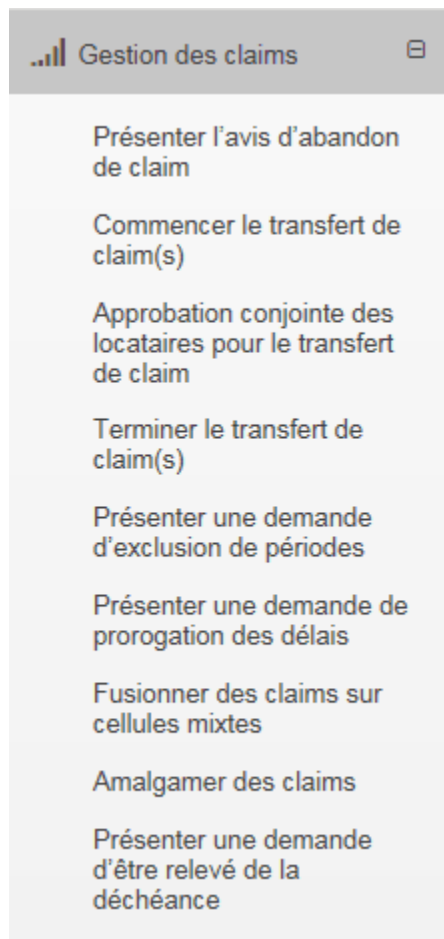 Gestion des claims
Présenter l'avis d'abandon
de claim
Commencer le transfert de
claim(s)
Approbation conjointe des
locataires pour le transfert
de claim
Terminer le transfert de
claim(s)
Présenter une demande
d'exclusion de périodes
Présenter une demande de
prorogation des délais
Fusionner des claims sur
cellules mixtes
Amalgamer des claims
Présenter une demande
d'être relevé de la
déchéance